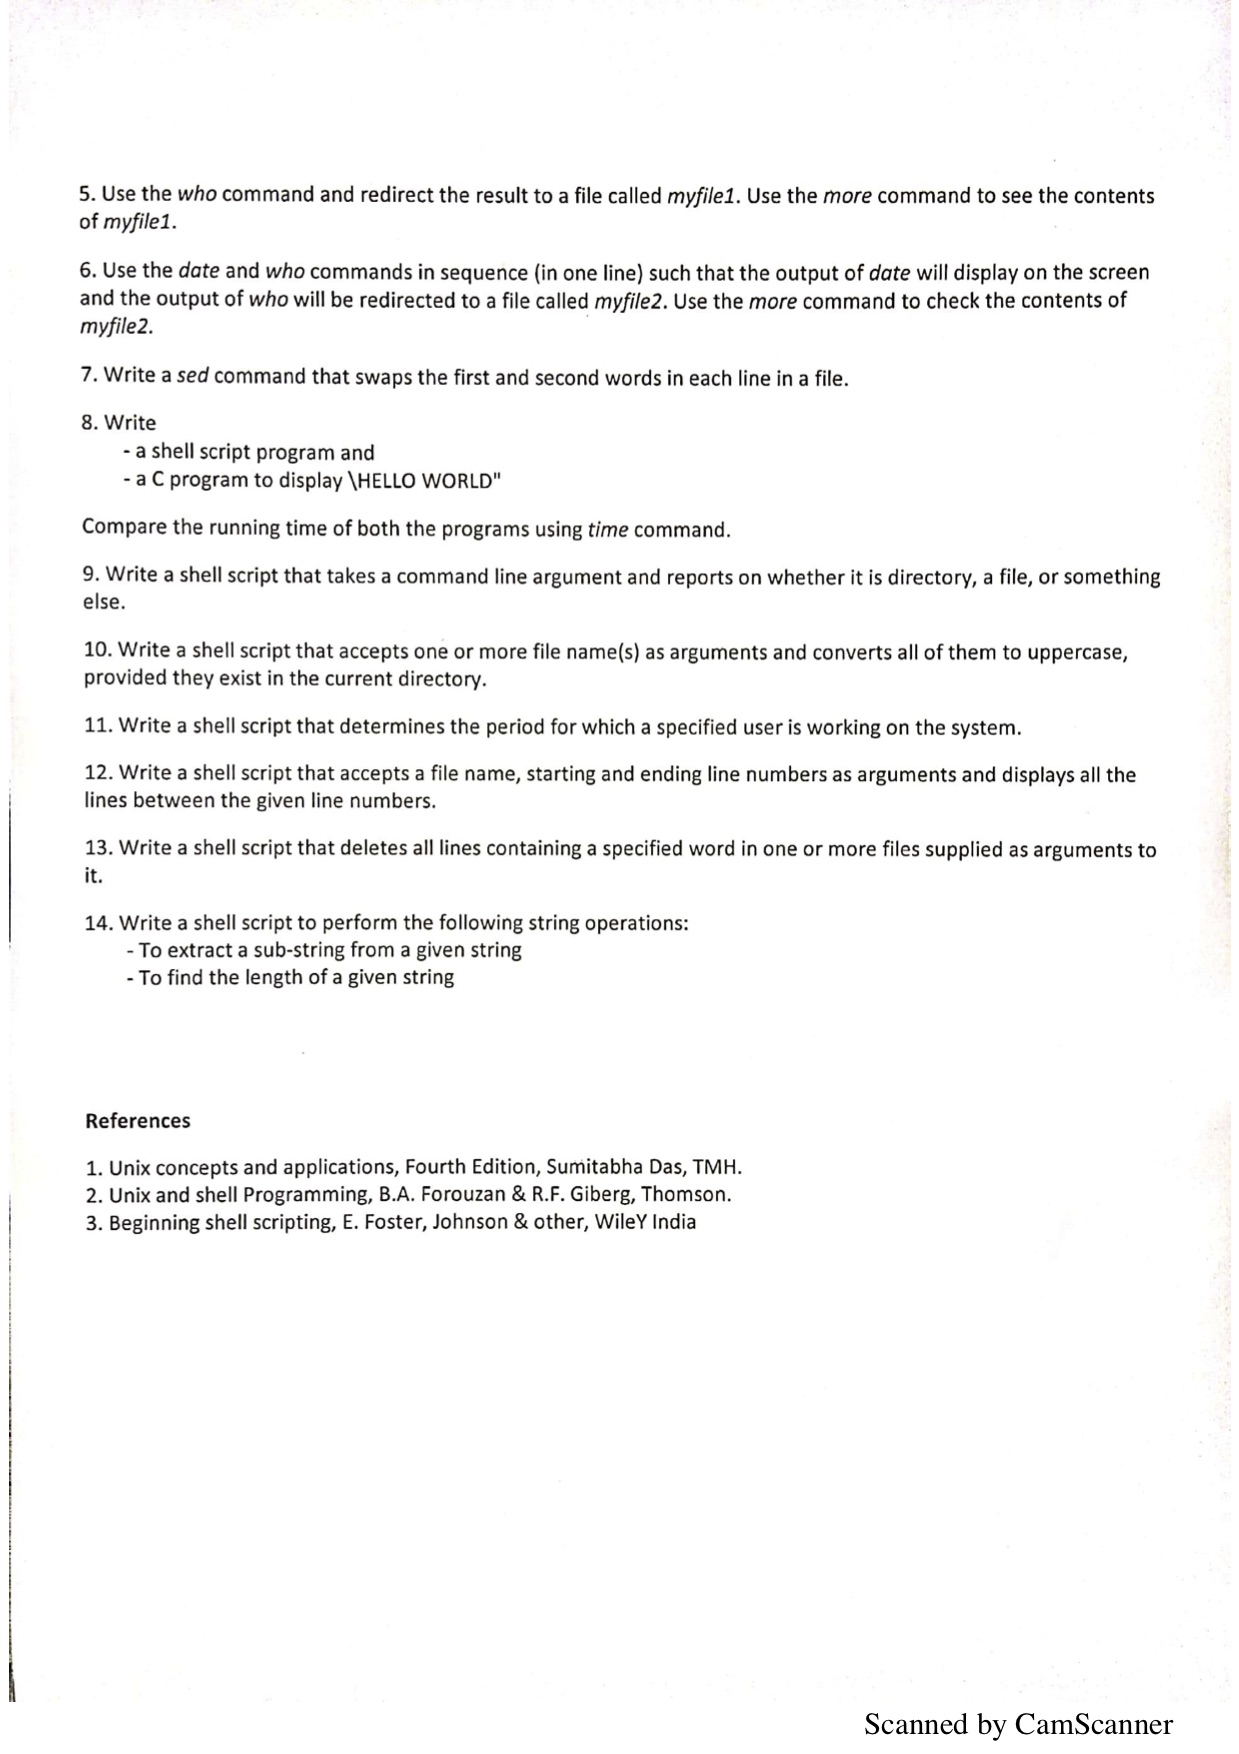 5. Use the who command and redirect the result to a file called myfile1. Use the more command to see the contents
of myfile1.
6. Use the date and who commands in sequence (in one line) such that the output of date will display on the screen
and the output of who will be redirected to a file called myfile2. Use the more command to check the contents of
myfile2.
7. Write a sed command that swaps the first and second words in each line in a file.
8. Write
- a shell script program and
- a C program to display \HELLO WORLD"
Compare the running time of both the programs using time command.
9. Write a shell script that takes a command line argument and reports on whether it is directory, a file, or something
else.
10. Write a shell script that accepts one or more file name(s) as arguments and converts all of them to uppercase,
provided they exist in the current directory.
11. Write a shell script that determines the period for which a specified user is working on the system.
12. Write a shell script that accepts a file name, starting and ending line numbers as arguments and displays all the
lines between the given line numbers.
13. Write a shell script that deletes all lines containing a specified word in one or more files supplied as arguments to
it.
14. Write a shell script to perform the following string operations:
- To extract a sub-string from a given string
- To find the length of a given string
References
1. Unix concepts and applications, Fourth Edition, Sumitabha Das, TMH.
2. Unix and shell Programming, B.A. Forouzan & R.F. Giberg, Thomson.
3. Beginning shell scripting, E. Foster, Johnson & other, WileY India
Scanned by CamScanner